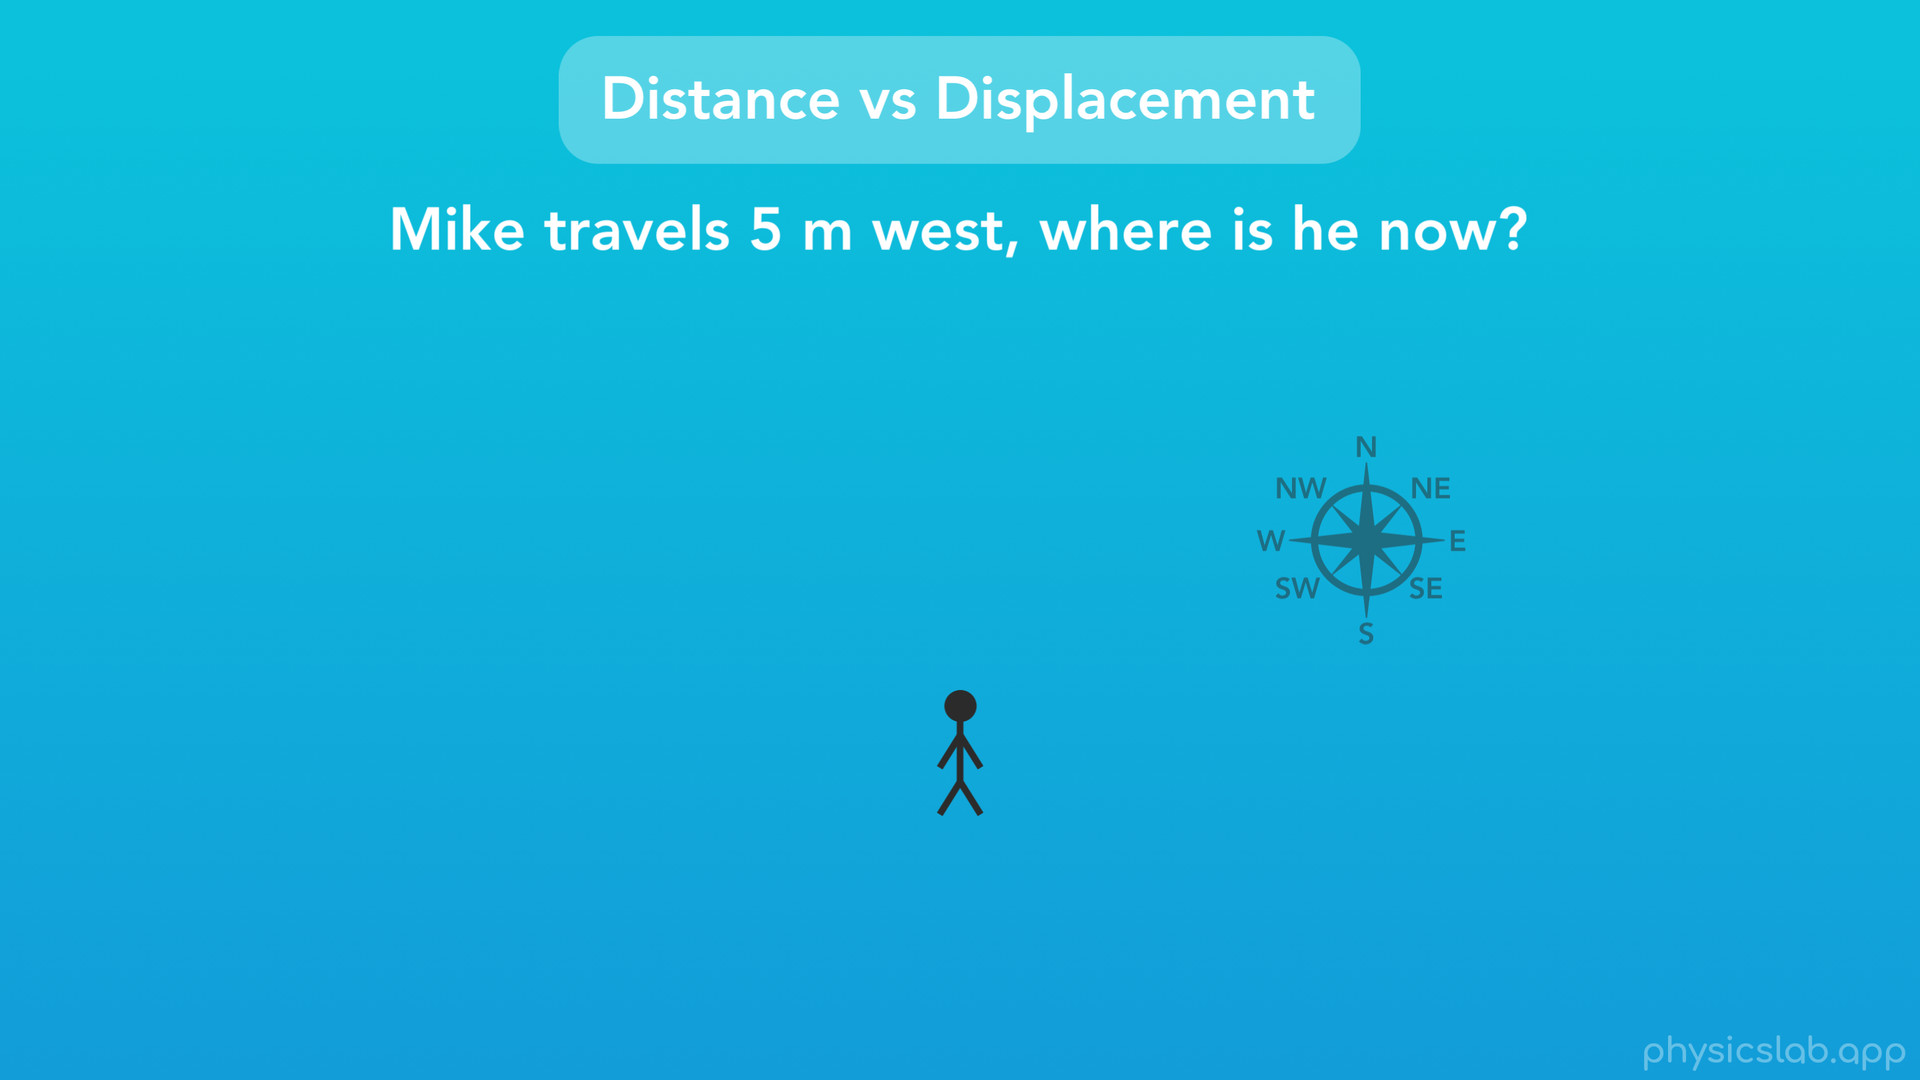 Distance vs Displacement
Mike travels 5 m west, where is he now?
N
NW
NE
W
E
SW
SE
S
physicslab.app